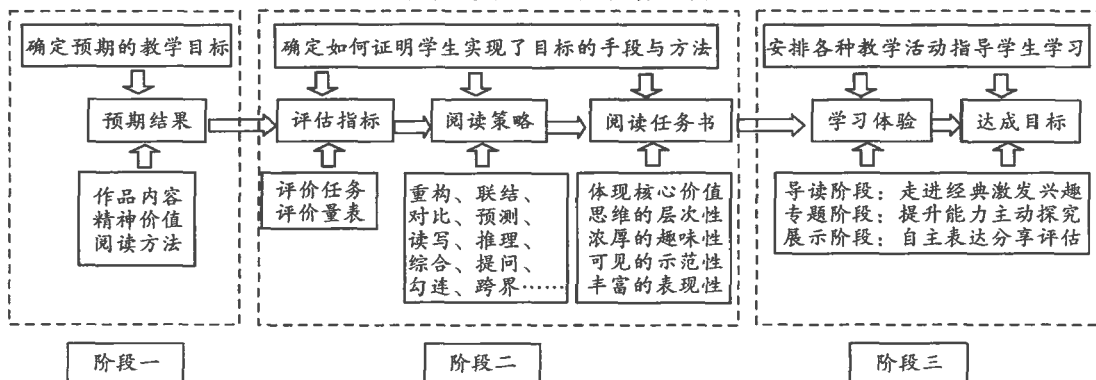 确定预期的教学目标
预期结果
作品内容
精神价值
阅读方法
阶段一
确定如何证明学生实现了目标的手段与方法
评估指标
阅读策略
阅读任务书
评价任务
评价量表
重构、联结、
对比、预测、
读写、推理、
综合、提问、
勾连、跨界……
体现核心价值
思维的层次性
浓厚的趣味性
可见的示范性
丰富的表现性
阶段二
安排各种教学活动指导学生学习
学习体验
达成目标
导读阶段：走进经典激发兴趣
专题阶段：提升能力主动探究
展示阶段：自主表达分享评估
阶段三